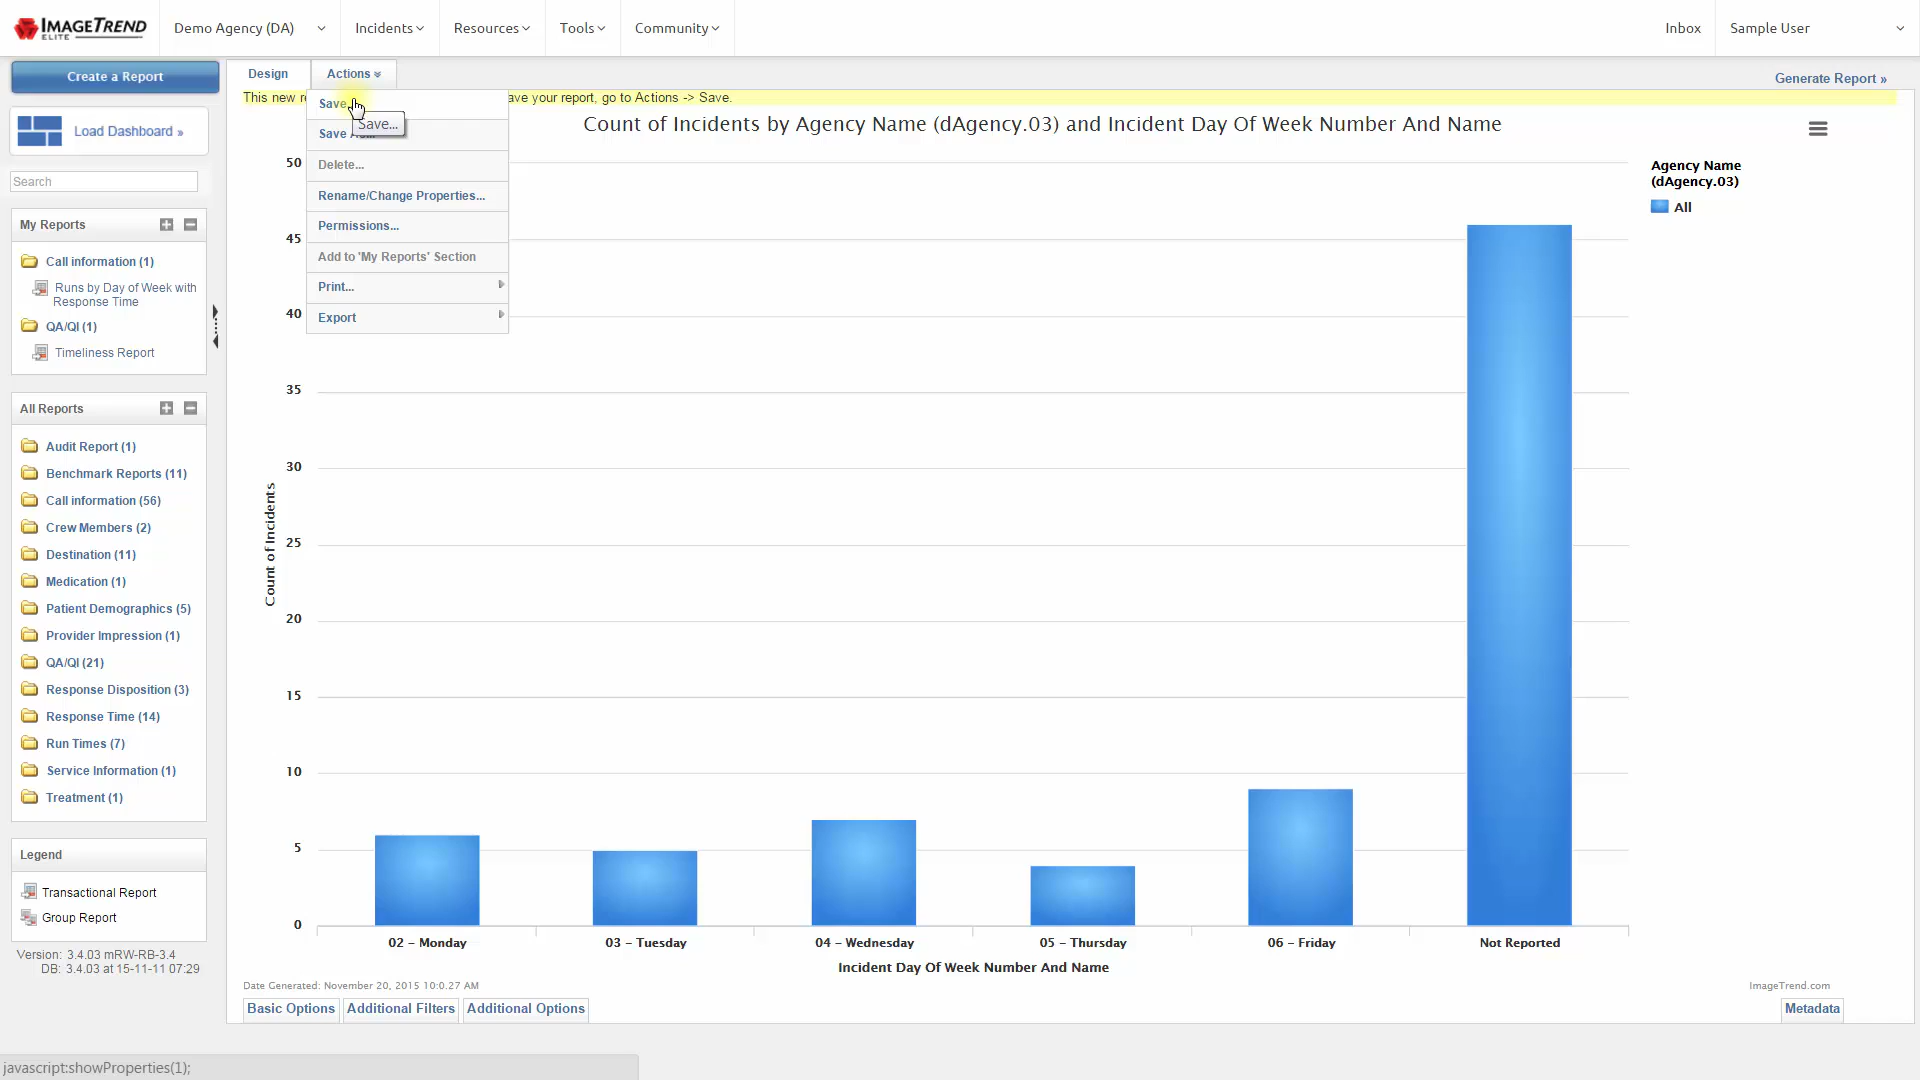 IMAGETREND
ELITE
Demo Agency (DA)
Incidents
Resources
Tools
Community
Inbox
Sample User
Create a Report
Design
Actions
Generate Report »
This new r
ave your report, go to Actions -> Save.
Load Dashboard »
Search
My Reports
Call information (1)
Runs by Day of Week with
Response Time
QA/QI (1)
Timeliness Report
All Reports
Audit Report (1)
Benchmark Reports (11)
Call information (56)
Crew Members (2)
Destination (11)
Medication (1)
Patient Demographics (5)
Provider Impression (1)
QA/QI (21)
Response Disposition (3)
Response Time (14)
Run Times (7)
Service Information (1)
Treatment (1)
Legend
Transactional Report
Group Report
Version: 3.4.03 mRW-RB-3.4
DB: 3.4.03 at 15-11-11 07:29
Save
Save...
Save
Delete...
Rename/Change Properties...
Permissions...
Add to 'My Reports' Section
Print...
Export
Count of Incidents by Agency Name (dAgency.03) and Incident Day Of Week Number And Name
Agency Name
(dAgency.03)
All
50
45
40
35
30
25
20
15
10
5
0
Count of Incidents
02 – Monday
03 – Tuesday
04 – Wednesday
05 – Thursday
06 – Friday
Not Reported
Incident Day Of Week Number And Name
Date Generated: November 20, 2015 10:0.27 AM
ImageTrend.com
Basic Options
Additional Filters
Additional Options
Metadata
javascript:showProperties(1);